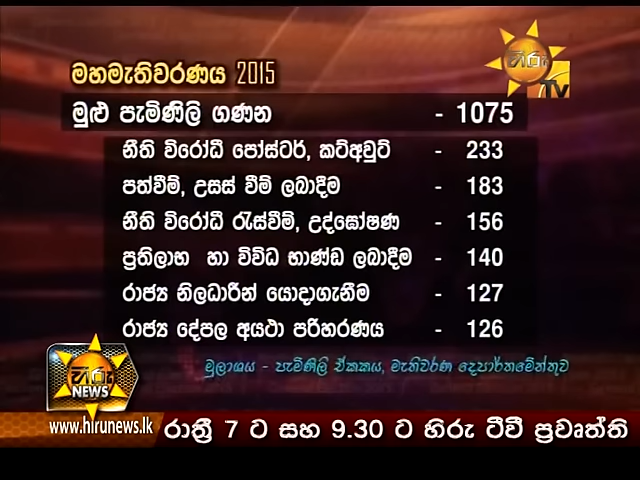 මහමැතිවරණය 2015
හිරු TV
මුළු පැමිණිලි ගණන - 1075
නීති විරෝධී පෝස්ටර්, කට්අවුට් - 233
පත්වීම්, උසස් වීම් ලබාදීම - 183
නීති විරෝධී රැස්වීම්, උද්ඝෝෂණ - 156
ප්‍රතිලාභ හා විවිධ භාණ්ඩ ලබාදීම - 140
රාජ්‍ය නිලධාරීන් යොදාගැනීම - 127
රාජ්‍ය දේපල අයථා පරිහරණය - 126
මූලාශය - පැමිණිලි ඒකකය, මැතිවර්ණ දෙපාර්තමේන්තුව
හිරු NEWS
www.hirunews.lk රාත්‍රී 7 ට සහ 9.30 ට හිරු ටීවී ප්‍රවෘත්ති